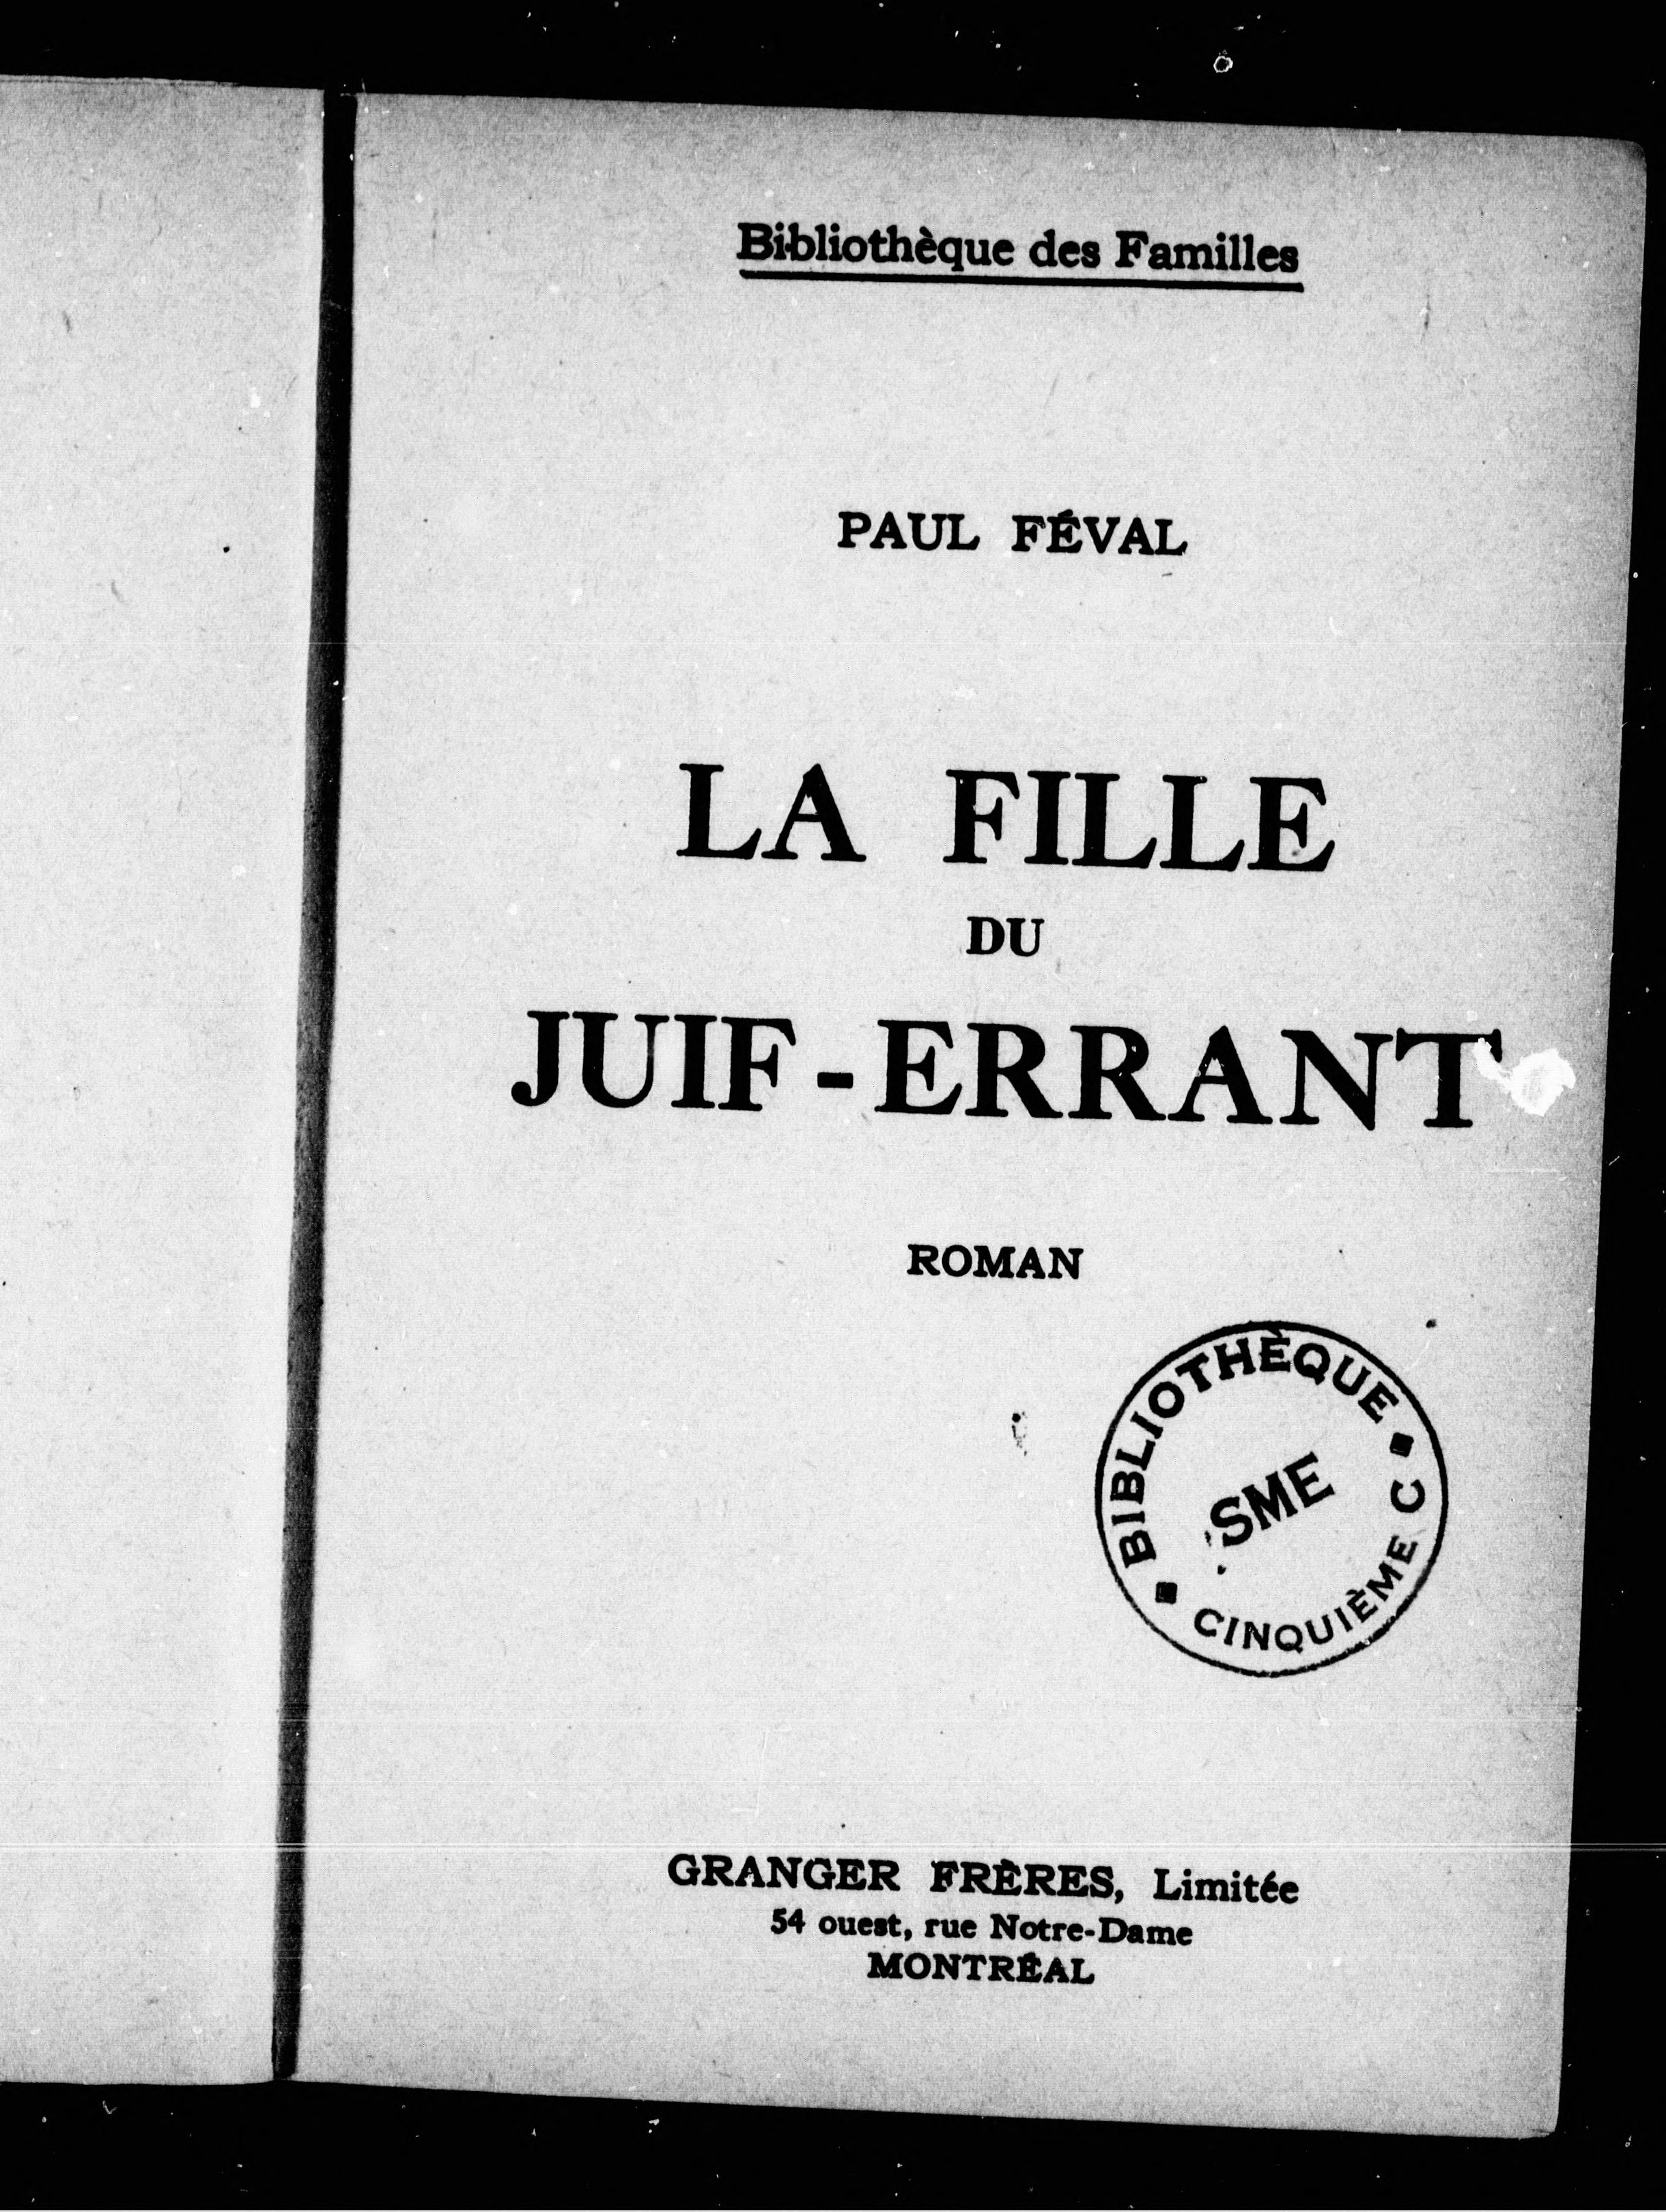 Bibliothèque des Familles
PAUL FÉVAL
LA FILLE
DU
JUIF-ERRANT
ROMAN
BIBLIOTHÈQUE
SME
CINQUIÈME C
GRANGER FRÈRES, Limitée
54 ouest, rue Notre-Dame
MONTRÉAL